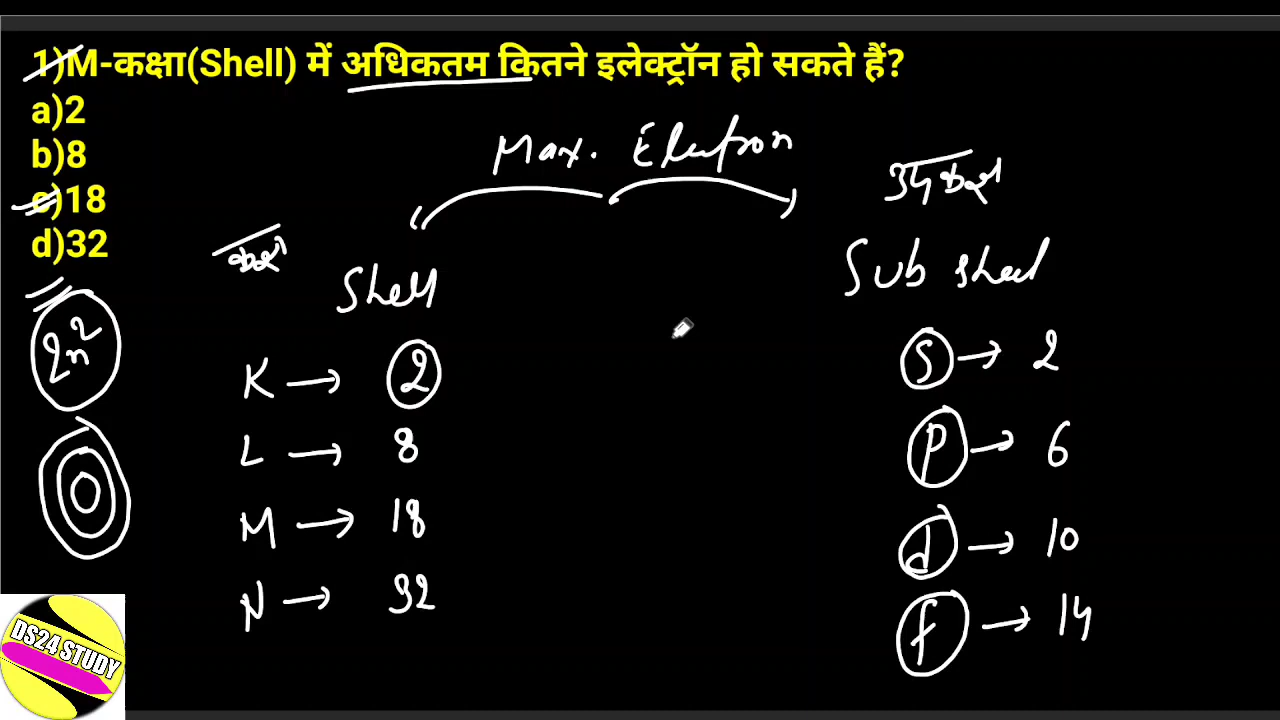 1)M-कक्षा(Shell) में अधिकतम कितने इलेक्ट्रॉन हो सकते हैं?
a)2
b)8
c)18
d)32
Max. Electron
कक्षा
Shell
उपकक्षा
Sub shell
2n²
K → 2
L → 8
M → 18
N → 32
S → 2
P → 6
d → 10
f → 14
DS24 STUDY